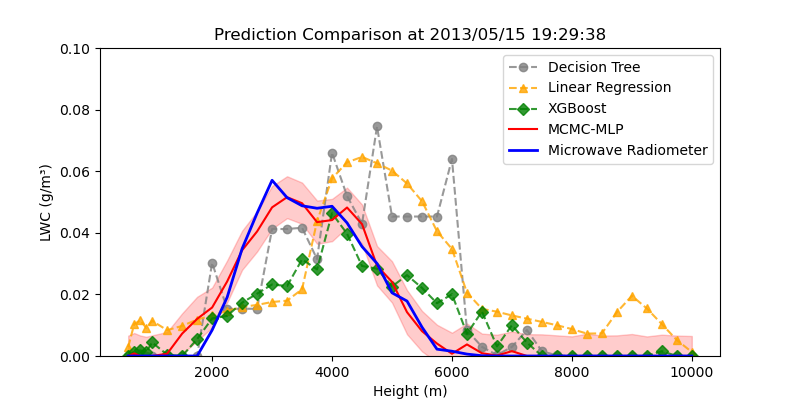 Prediction Comparison at 2013/05/15 19:29:38
0.10
0.08
0.06
0.04
0.02
0.00
LWC (g/m³)
Decision Tree
Linear Regression
XGBoost
MCMC-MLP
Microwave Radiometer
2000 4000 6000 8000 10000
Height (m)